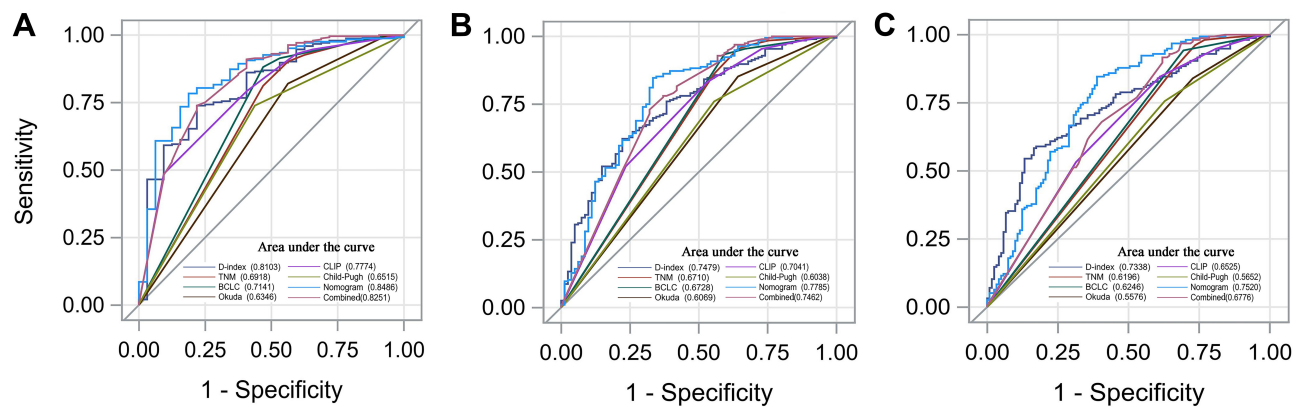 A
1.00
0.75
0.50
0.25
0.00
Sensitivity
Area under the curve
D-index (0.8103) CLIP (0.7774)
TNM (0.6918) Child-Pugh (0.6515)
BCLC (0.7141) Nomogram (0.8486)
Okuda (0.6346) Combined (0.8251)
0.00 0.25 0.50 0.75 1.00
1 - Specificity
B
1.00
0.75
0.50
0.25
0.00
Area under the curve
D-index (0.7479) CLIP (0.7041)
TNM (0.6710) Child-Pugh (0.6038)
BCLC (0.6728) Nomogram (0.7785)
Okuda (0.6069) Combined(0.7462)
0.00 0.25 0.50 0.75 1.00
1 - Specificity
C
1.00
0.75
0.50
0.25
0.00
Area under the curve
D-index (0.7338) CLIP (0.6525)
TNM (0.6196) Child-Pugh (0.5652)
BCLC (0.6246) Nomogram (0.7520)
Okuda (0.5576) Combined(0.6776)
0.00 0.25 0.50 0.75 1.00
1 - Specificity